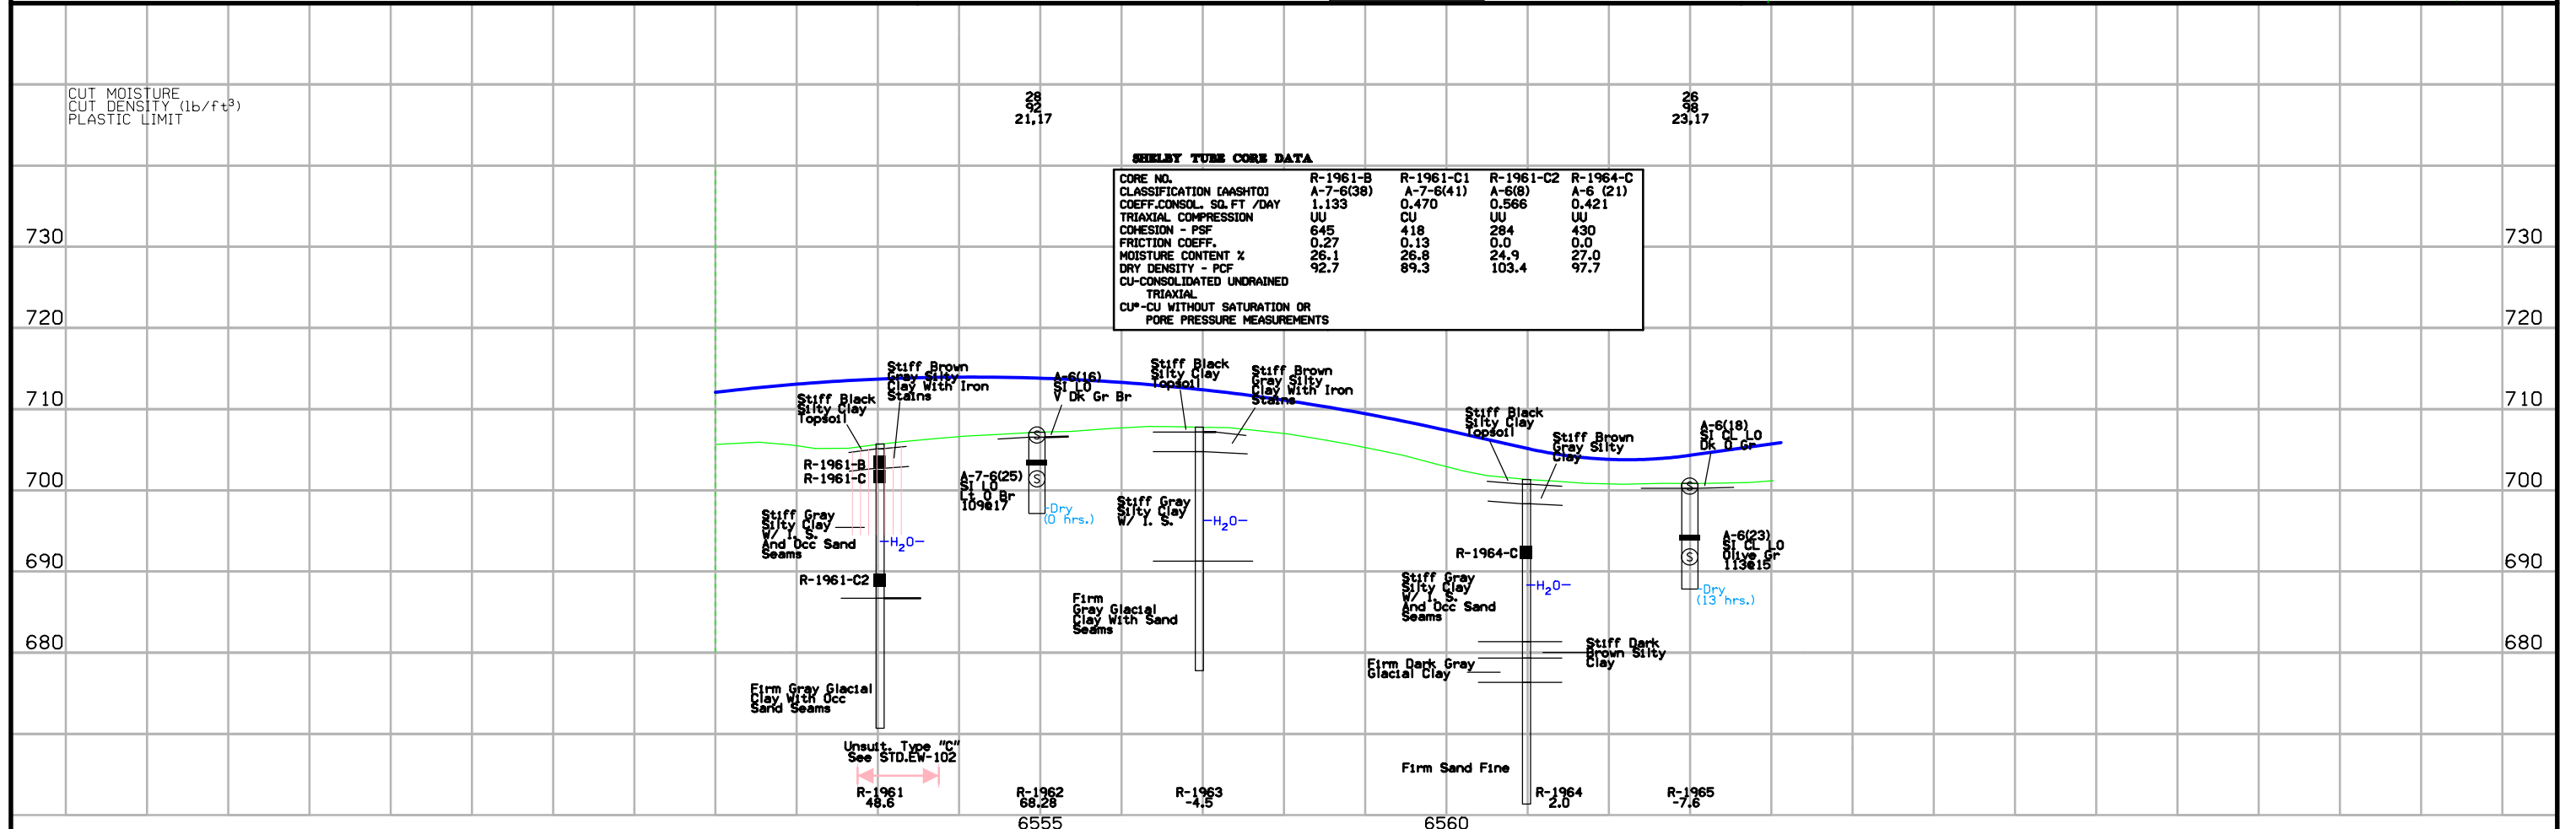 CUT MOISTURE
CUT DENSITY (lb/ft³)
PLASTIC LIMIT
28
92
21,17
26
98
23,17
SHELBY TUBE CORE DATA
CORE NO. R-1961-B R-1961-C1 R-1961-C2 R-1964-C
CLASSIFICATION [AASHTO] A-7-6(38) A-7-6(41) A-6(8) A-6 (21)
COEFF.CONSOL. SQ.FT /DAY 1.133 0.470 0.566 0.421
TRIAXIAL COMPRESSION UU CU UU UU
COHESION - PSF 645 418 284 430
FRICTION COEFF. 0.27 0.13 0.0 0.0
MOISTURE CONTENT % 26.1 26.8 24.9 27.0
DRY DENSITY - PCF 92.7 89.3 103.4 97.7
CU-CONSOLIDATED UNDRAINED
TRIAXIAL
CU*-CU WITHOUT SATURATION OR
PORE PRESSURE MEASUREMENTS
730 730
720 720
710 710
700 700
690 690
680 680
Stiff Black
Silty Clay
Topsoil
Stiff Brown
Gray Silty
Clay With Iron
Stains
R-1961-B
R-1961-C
Stiff Gray
Silty Clay
W/ I. S.
And Occ Sand
Seams
H₂O
R-1961-C2
Firm Gray Glacial
Clay With Occ
Sand Seams
Unsuit. Type "C"
See STD.EW-102
R-1961
48.6
A-6(16)
SI LO
V Dk Gr Br
S
S
A-7-6(25)
SI LO
Lt O Br
109@17
Dry
(0 hrs.)
R-1962
68.28
Stiff Black
Silty Clay
Topsoil
Stiff Brown
Gray Silty
Clay With Iron
Stains
Stiff Gray
Silty Clay
W/ I. S.
H₂O
Firm
Gray Glacial
Clay With Sand
Seams
R-1963
-4.5
Stiff Black
Silty Clay
Topsoil
Stiff Brown
Gray Silty
Clay
R-1964-C
H₂O
Stiff Gray
Silty Clay
W/ I. S.
And Occ Sand
Seams
Stiff Dark
Brown Silty
Clay
Firm Dark Gray
Glacial Clay
Firm Sand Fine
R-1964
2.0
A-6(18)
SI CL LO
Dk O Gr
S
S
A-6(23)
SI CL LO
Olive Gr
113@15
Dry
(13 hrs.)
R-1965
-7.6
6555 6560